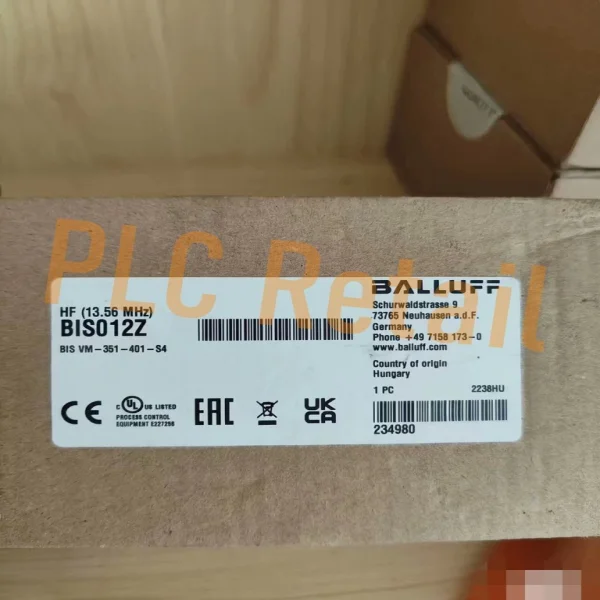 PLC Retail
HF (13.56 MHz)
BIS012Z
BIS VM-351-401-S4
C UL US LISTED
PROCESS CONTROL
EQUIPMENT E227256
CE
EAC
UK
CA
BALLUFF
Schurwaldstrasse 9
73765 Neuhausen a.d.F.
Germany
Phone +49 7158 173-0
www.balluff.com
Country of origin
Hungary
1 PC 2238HU
234980